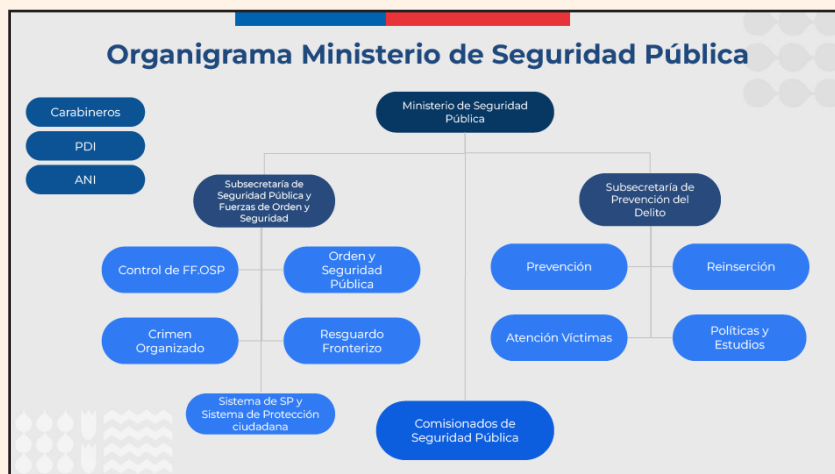 Organigrama Ministerio de Seguridad Pública
Carabineros
PDI
ANI
Ministerio de Seguridad
Pública
Subsecretaría de
Seguridad Pública y
Fuerzas de Orden y
Seguridad
Subsecretaría de
Prevención del
Delito
Control de FF.OSP
Orden y
Seguridad
Pública
Prevención
Reinserción
Crimen
Organizado
Resguardo
Fronterizo
Atención Víctimas
Políticas y
Estudios
Sistema de SP y
Sistema de Protección
ciudadana
Comisionados de
Seguridad Pública